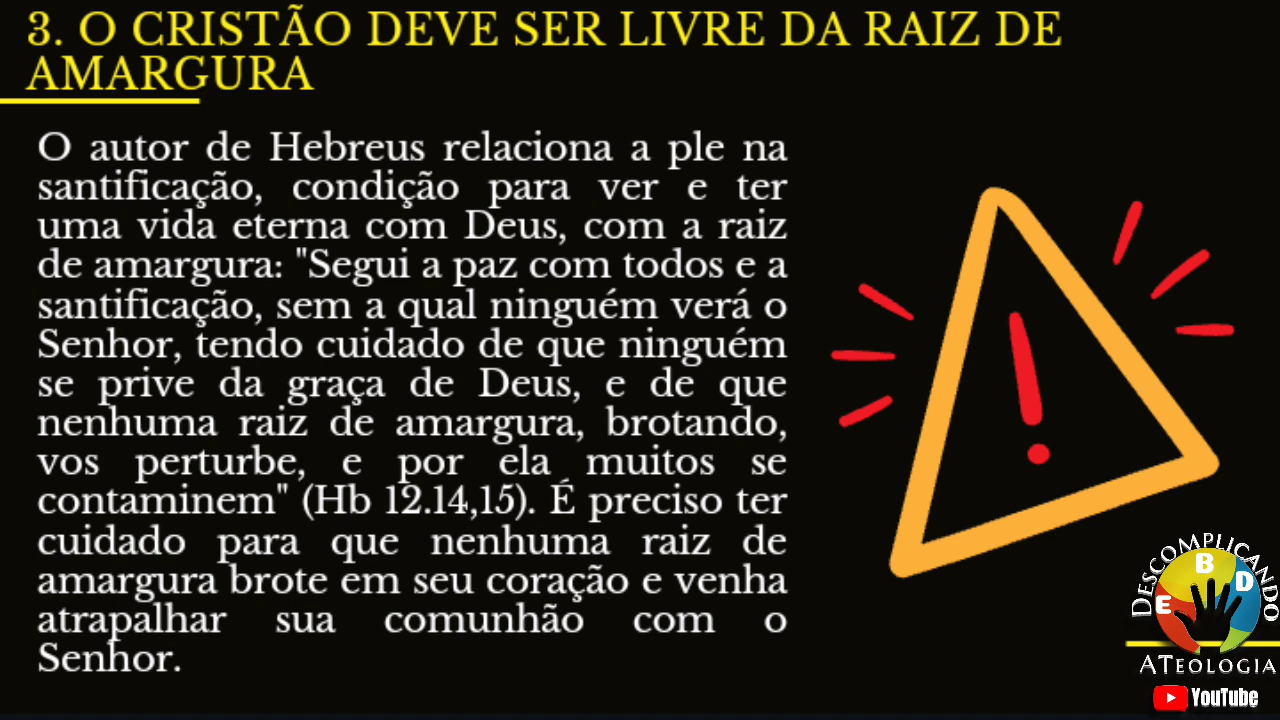 3. O CRISTÃO DEVE SER LIVRE DA RAIZ DE
AMARGURA
O autor de Hebreus relaciona a ple na
santificação, condição para ver e ter
uma vida eterna com Deus, com a raiz
de amargura: "Segui a paz com todos e a
santificação, sem a qual ninguém verá o
Senhor, tendo cuidado de que ninguém
se prive da graça de Deus, e de que
nenhuma raiz de amargura, brotando,
vos perturbe, e por ela muitos se
contaminem" (Hb 12.14,15). É preciso ter
cuidado para que nenhuma raiz de
amargura brote em seu coração e venha
atrapalhar sua comunhão com o
Senhor.
DESCOMPLICANDO
EBD
ATEOLOGIA
YouTube